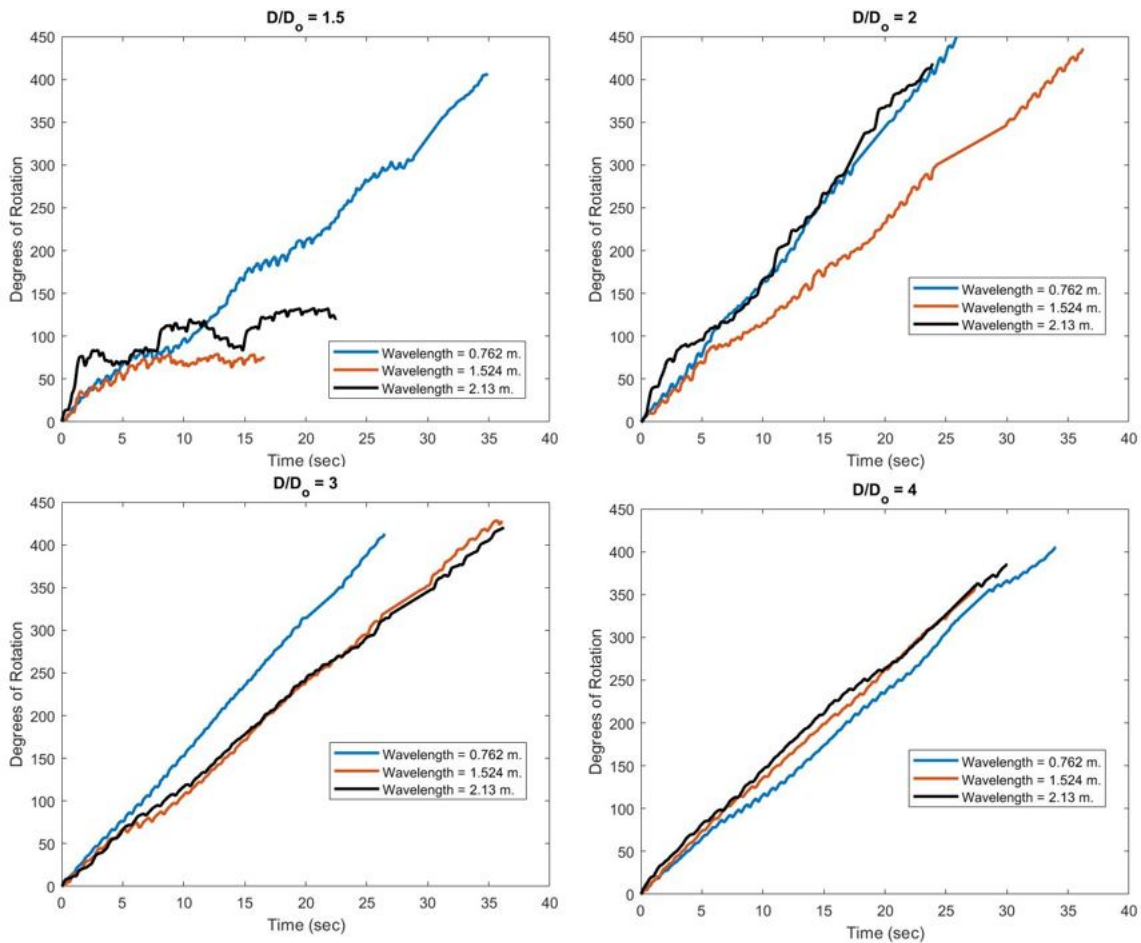 D/Do = 1.5
450
400
350
300
250
200
150
100
50
0
Degrees of Rotation
Wavelength = 0.762 m.
Wavelength = 1.524 m.
Wavelength = 2.13 m.
0 5 10 15 20 25 30 35 40
Time (sec)
D/Do = 2
450
400
350
300
250
200
150
100
50
0
Degrees of Rotation
Wavelength = 0.762 m.
Wavelength = 1.524 m.
Wavelength = 2.13 m.
0 5 10 15 20 25 30 35 40
Time (sec)
D/Do = 3
450
400
350
300
250
200
150
100
50
0
Degrees of Rotation
Wavelength = 0.762 m.
Wavelength = 1.524 m.
Wavelength = 2.13 m.
0 5 10 15 20 25 30 35 40
Time (sec)
D/Do = 4
450
400
350
300
250
200
150
100
50
0
Degrees of Rotation
Wavelength = 0.762 m.
Wavelength = 1.524 m.
Wavelength = 2.13 m.
0 5 10 15 20 25 30 35 40
Time (sec)